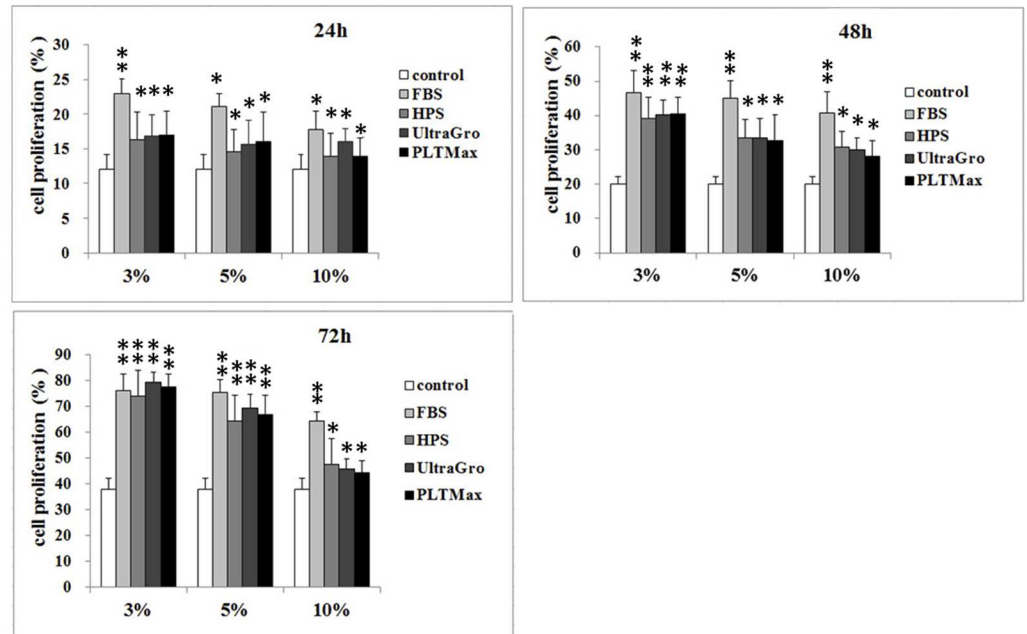 24h
cell proliferation (%)
30
25
20
15
10
5
0
3% 5% 10%
** * * * * * * * * * * *
control
FBS
HPS
UltraGro
PLTMax
48h
cell proliferation (%)
60
50
40
30
20
10
0
3% 5% 10%
** ** ** ** ** * * * ** * * *
control
FBS
HPS
UltraGro
PLTMax
72h
cell proliferation (%)
90
80
70
60
50
40
30
20
10
0
3% 5% 10%
** ** ** ** ** ** ** ** ** * * *
control
FBS
HPS
UltraGro
PLTMax